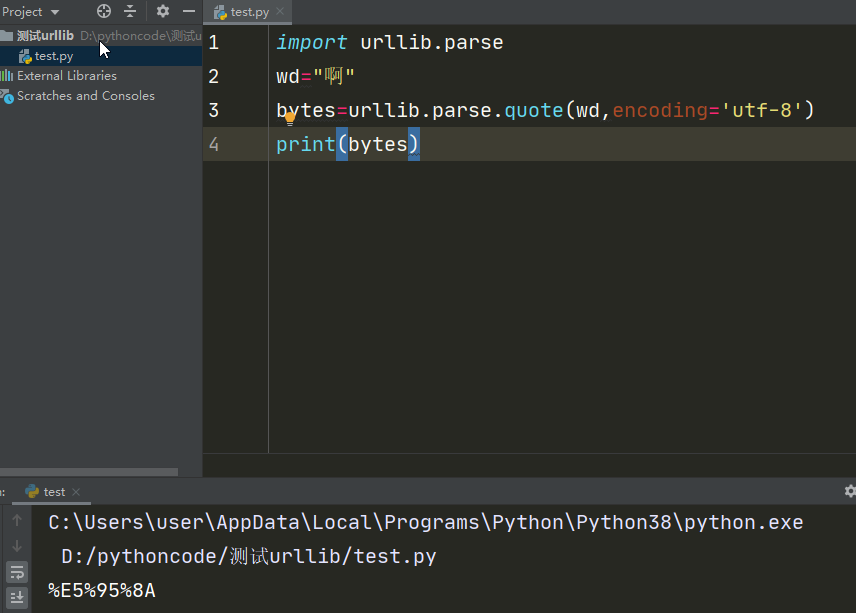 Project
test.py
测试urllib D:\pythoncode\测试u
test.py
External Libraries
Scratches and Consoles
1 import urllib.parse
2 wd="啊"
3 bytes=urllib.parse.quote(wd,encoding='utf-8')
4 print(bytes)
test
C:\Users\user\AppData\Local\Programs\Python\Python38\python.exe
D:/pythoncode/测试urllib/test.py
%E5%95%8A